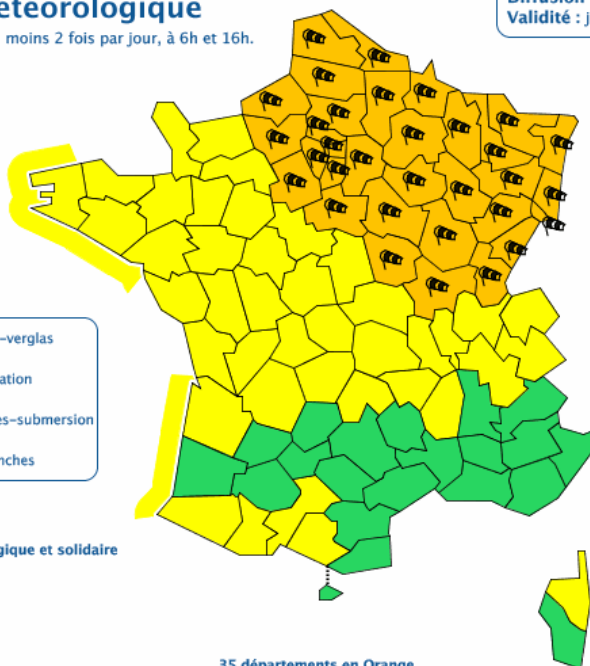 étéorologique
moins 2 fois par jour, à 6h et 16h.
Validité : j
-verglas
ation
es-submersion
nches
gique et solidaire
35 départements en Orange